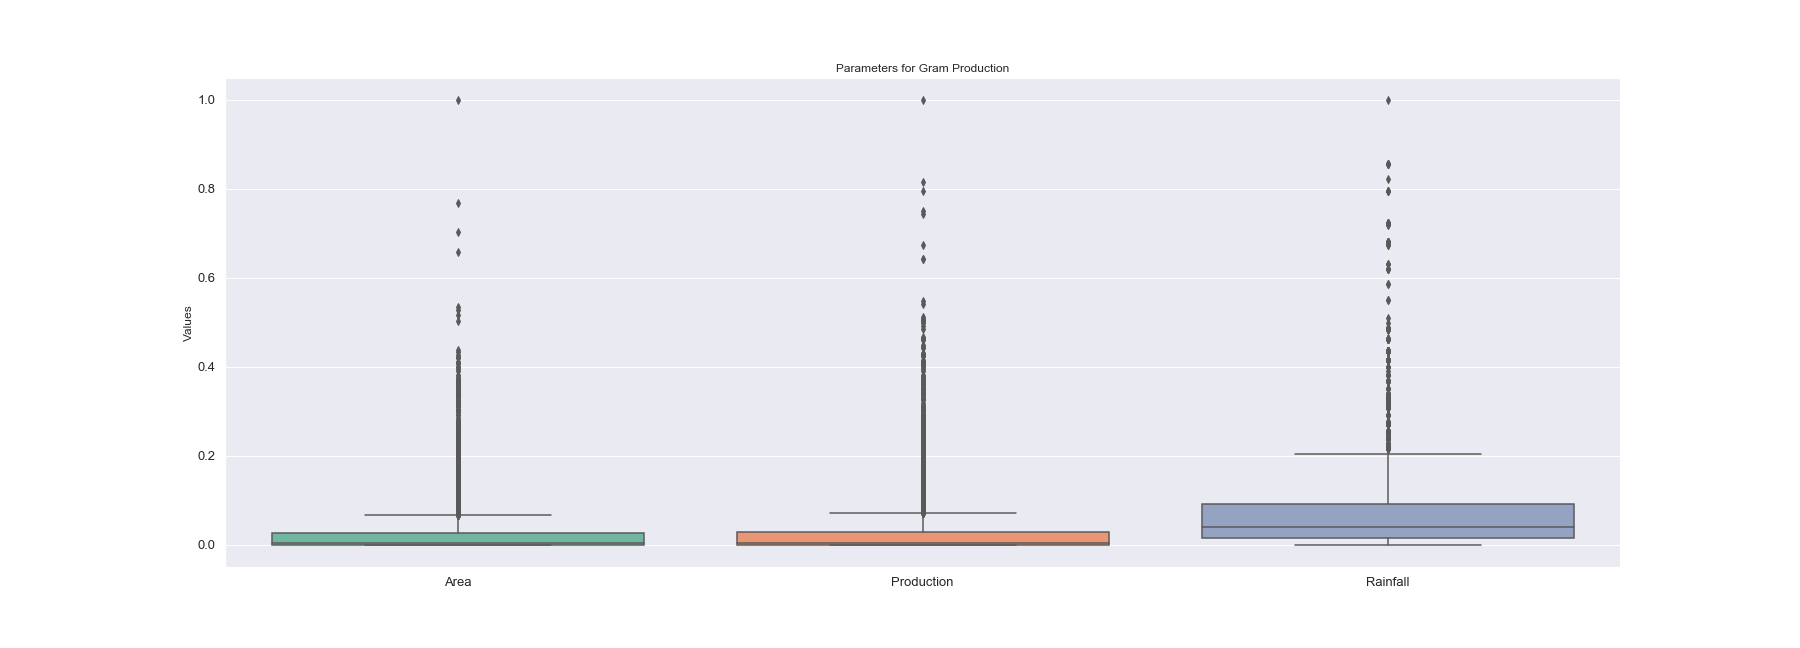 Parameters for Gram Production
1.0
0.8
0.6
0.4
0.2
0.0
Values
Area
Production
Rainfall